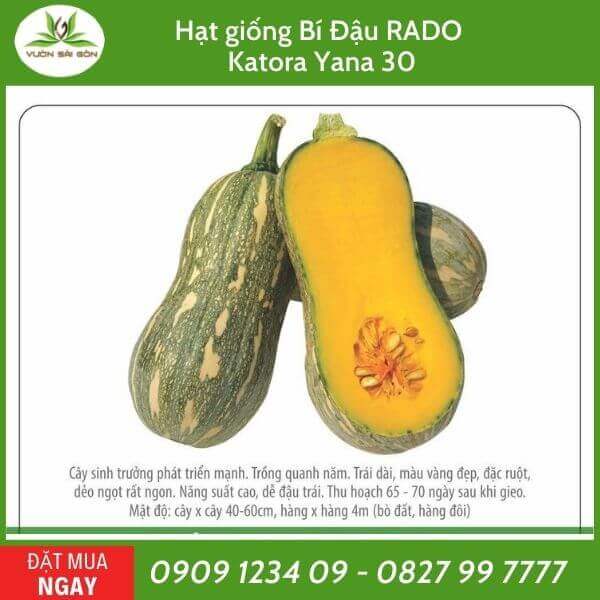 VƯỜN SÀI GÒN
Hạt giống Bí Đậu RADO
Katora Yana 30
Cây sinh trưởng phát triển mạnh. Trồng quanh năm. Trái dài, màu vàng đẹp, đặc ruột,
dẻo ngọt rất ngon. Năng suất cao, dễ đậu trái. Thu hoạch 65 - 70 ngày sau khi gieo.
Mật độ: cây x cây 40-60cm, hàng x hàng 4m (bò đất, hàng đôi)
ĐẶT MUA
NGAY
0909 1234 09 - 0827 99 7777